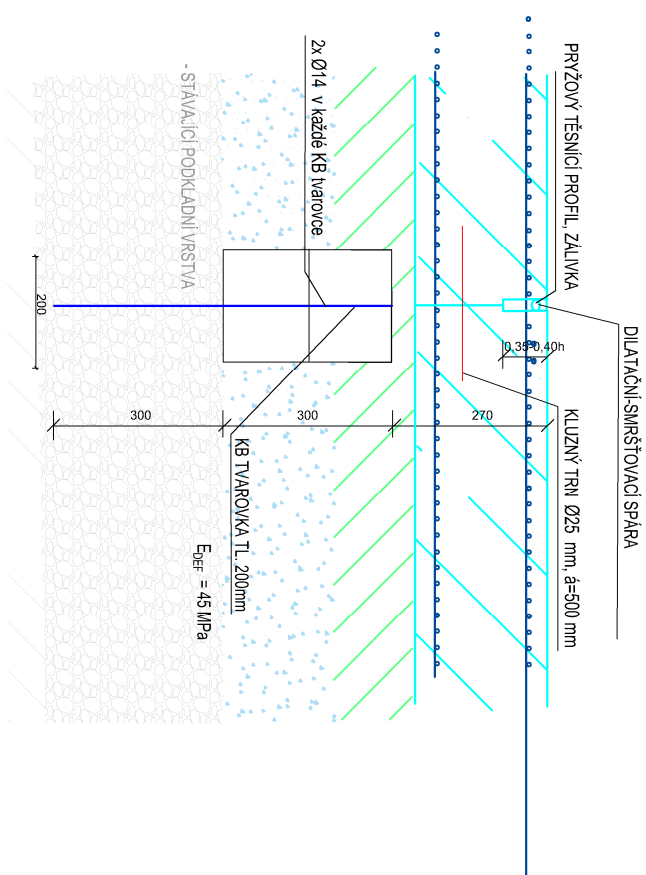 DILATAČNÍ-SMRŠŤOVACÍ SPÁRA
PRYŽOVÝ TĚSNÍCÍ PROFIL, ZÁLIVKA
KLUZNÝ TRN Ø25 mm, á=500 mm
0,35-0,40h
270
2x Ø14 v každé KB tvarovce
300
300
KB TVAROVKA TL. 200mm
EDEF = 45 MPa
- STÁVAJÍCÍ PODKLADNÍ VRSTVA
200